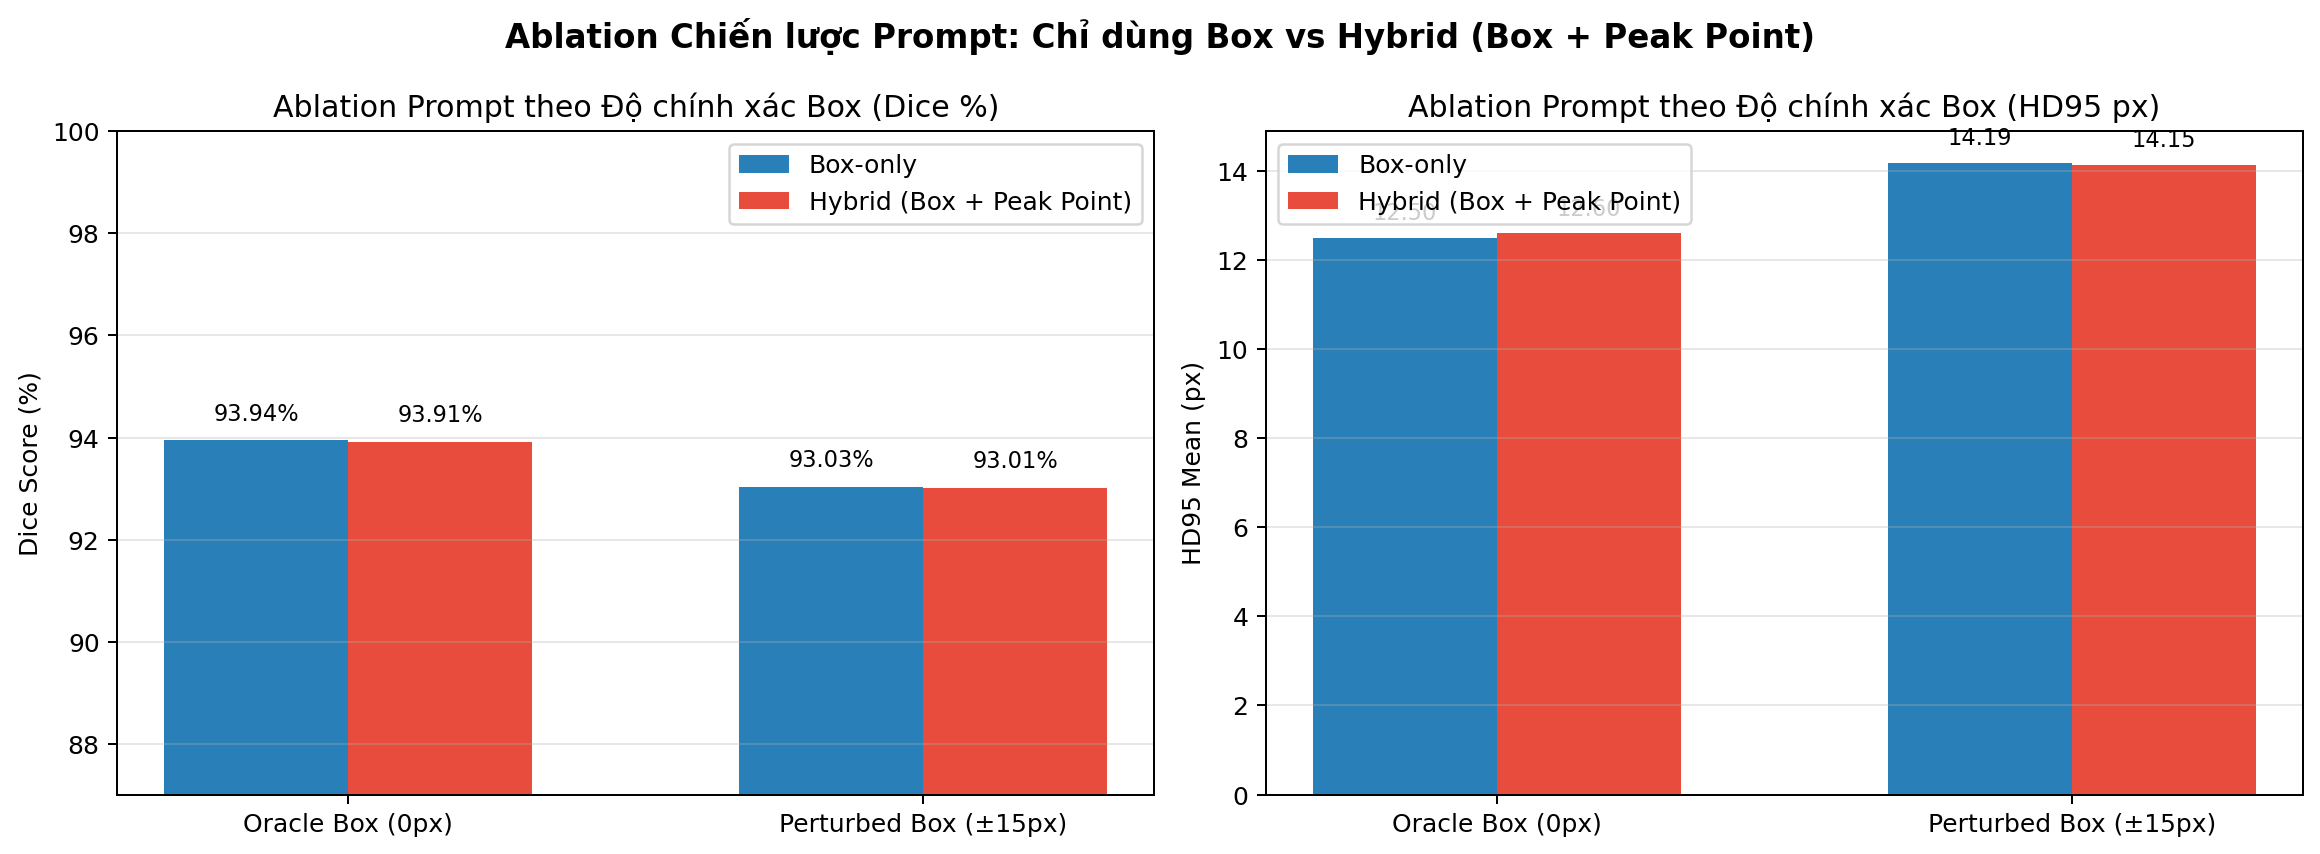 Ablation Chiến lược Prompt: Chỉ dùng Box vs Hybrid (Box + Peak Point)
Ablation Prompt theo Độ chính xác Box (Dice %)
100
98
96
94
92
90
88
Dice Score (%)
Box-only
Hybrid (Box + Peak Point)
93.94%
93.91%
93.03%
93.01%
Oracle Box (0px)
Perturbed Box (±15px)
Ablation Prompt theo Độ chính xác Box (HD95 px)
14
12
10
8
6
4
2
0
HD95 Mean (px)
Box-only
Hybrid (Box + Peak Point)
12.50
12.60
14.19
14.15
Oracle Box (0px)
Perturbed Box (±15px)